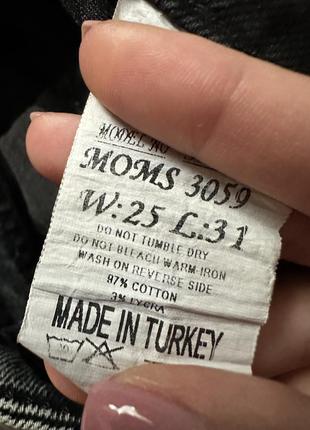 MODEL NO
MOMS 3059
W:25 L:31
DO NOT TUMBLE DRY
DO NOT BLEACH WARM IRON
WASH ON REVERSE SIDE
97% COTTON
3% LYCRA
MADE IN TURKEY